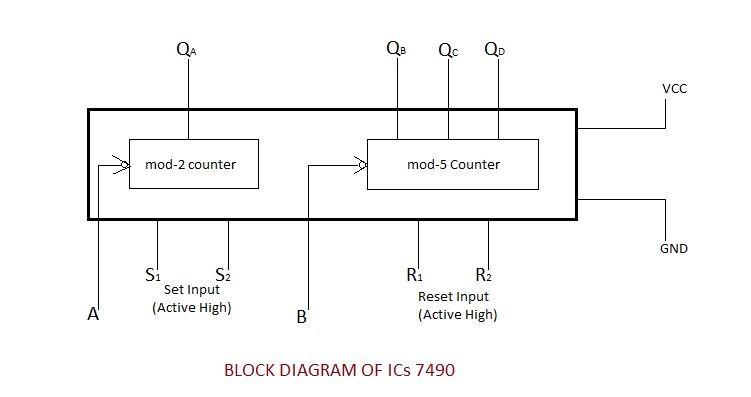 QA QB QC QD
VCC
mod-2 counter mod-5 Counter
GND
S1 S2 R1 R2
Set Input
(Active High)
Reset Input
(Active High)
A B
BLOCK DIAGRAM OF ICs 7490